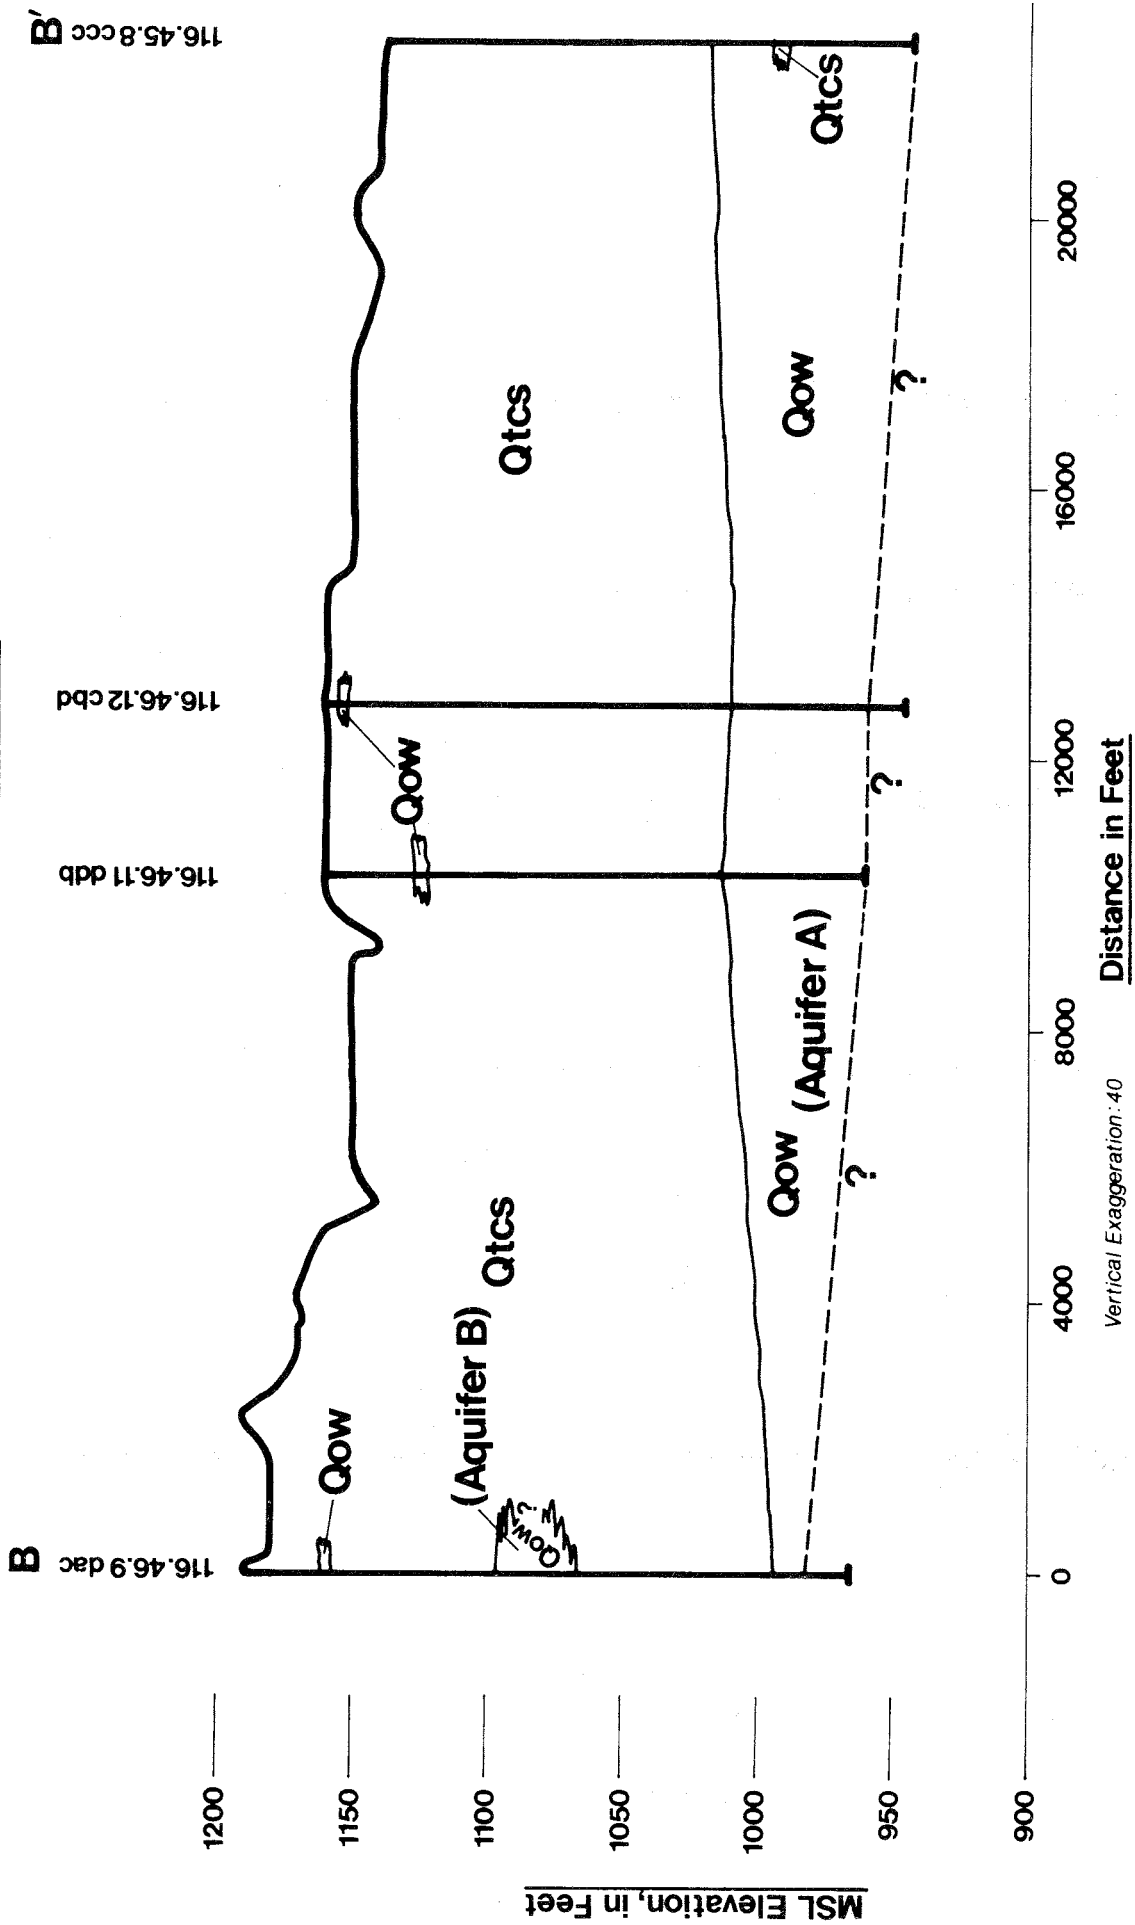 B
B′
116.46.9 dac
116.46.11 ddb
116.46.12 cbd
116.45.8 ccc
MSL Elevation, in Feet
1200
1150
1100
1050
1000
950
900
Qow
Qow
(Aquifer B)
Qow
?
Qtcs
Qtcs
Qow
(Aquifer A)
Qow
Qtcs
?
?
?
0
4000
8000
12000
16000
20000
Distance in Feet
Vertical Exaggeration: 40